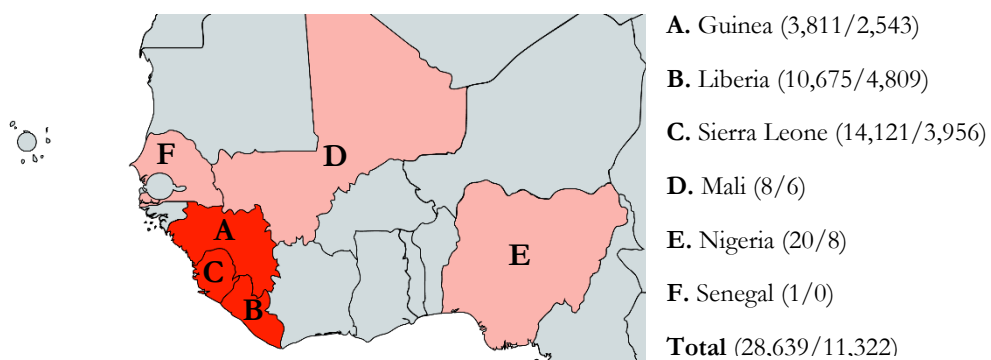 F
D
A
E
C
B
A. Guinea (3,811/2,543)
B. Liberia (10,675/4,809)
C. Sierra Leone (14,121/3,956)
D. Mali (8/6)
E. Nigeria (20/8)
F. Senegal (1/0)
Total (28,639/11,322)